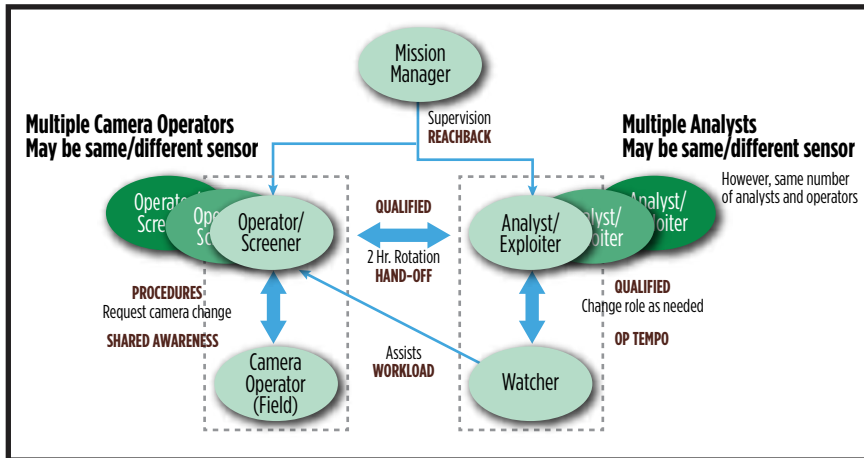 Mission
Manager
Supervision
REACHBACK
Multiple Camera Operators
May be same/different sensor
Multiple Analysts
May be same/different sensor
However, same number
of analysts and operators
Operator/
Screener
QUALIFIED
2 Hr. Rotation
HAND-OFF
Analyst/
Exploiter
Analyst/
PROCEDURES
Request camera change
SHARED AWARENESS
QUALIFIED
Change role as needed
OP TEMPO
Assists
WORKLOAD
Camera
Operator
(Field)
Watcher